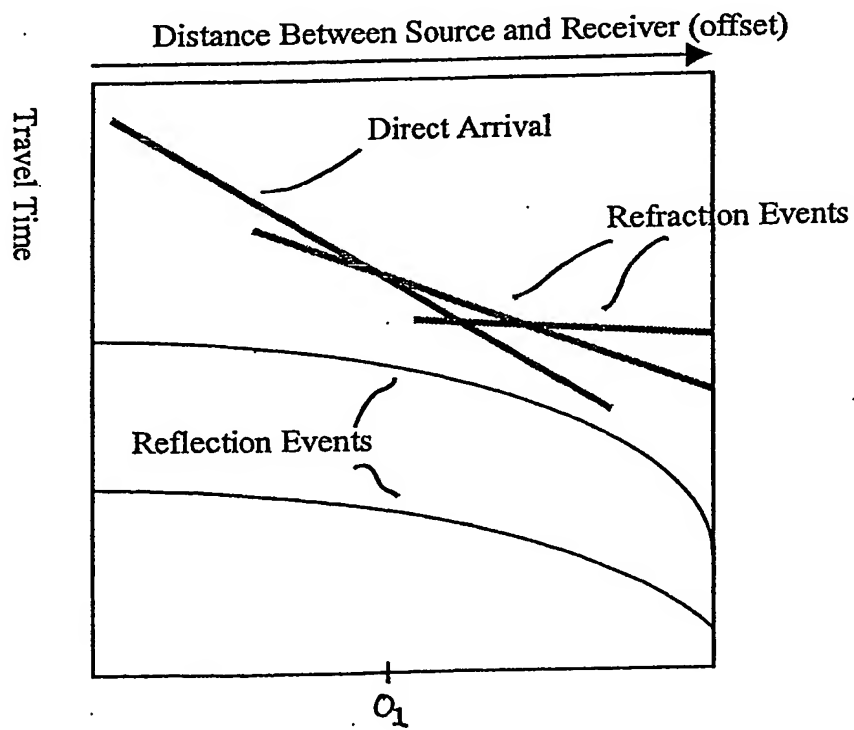 Distance Between Source and Receiver (offset)
Travel Time
Direct Arrival
Refraction Events
Reflection Events
O1